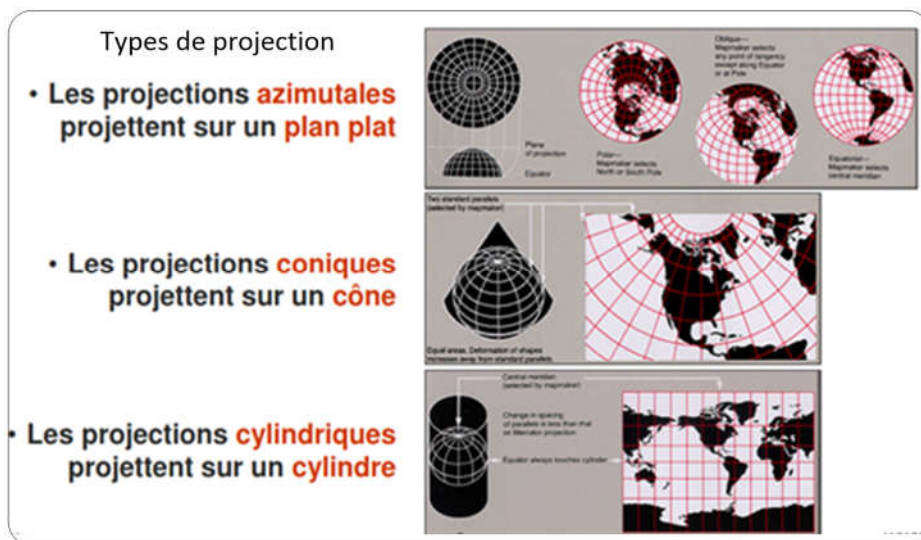 Types de projection
• Les projections azimutales
projettent sur un plan plat
Plane
of projection
Equator
Polar—
Mapmaker selects
North or South Pole
Oblique—
Mapmaker selects
any point of tangency
except along Equator
or at Pole
Equatorial—
Mapmaker selects
central meridian
• Les projections coniques
projettent sur un cône
Two standard parallels
(selected by mapmaker)
Equal areas. Deformation of shapes
increases away from standard parallels.
• Les projections cylindriques
projettent sur un cylindre
Central meridian
(selected by mapmaker)
Change in spacing
of parallels is less than that
on Mercator projection
Equator always touches cylinder